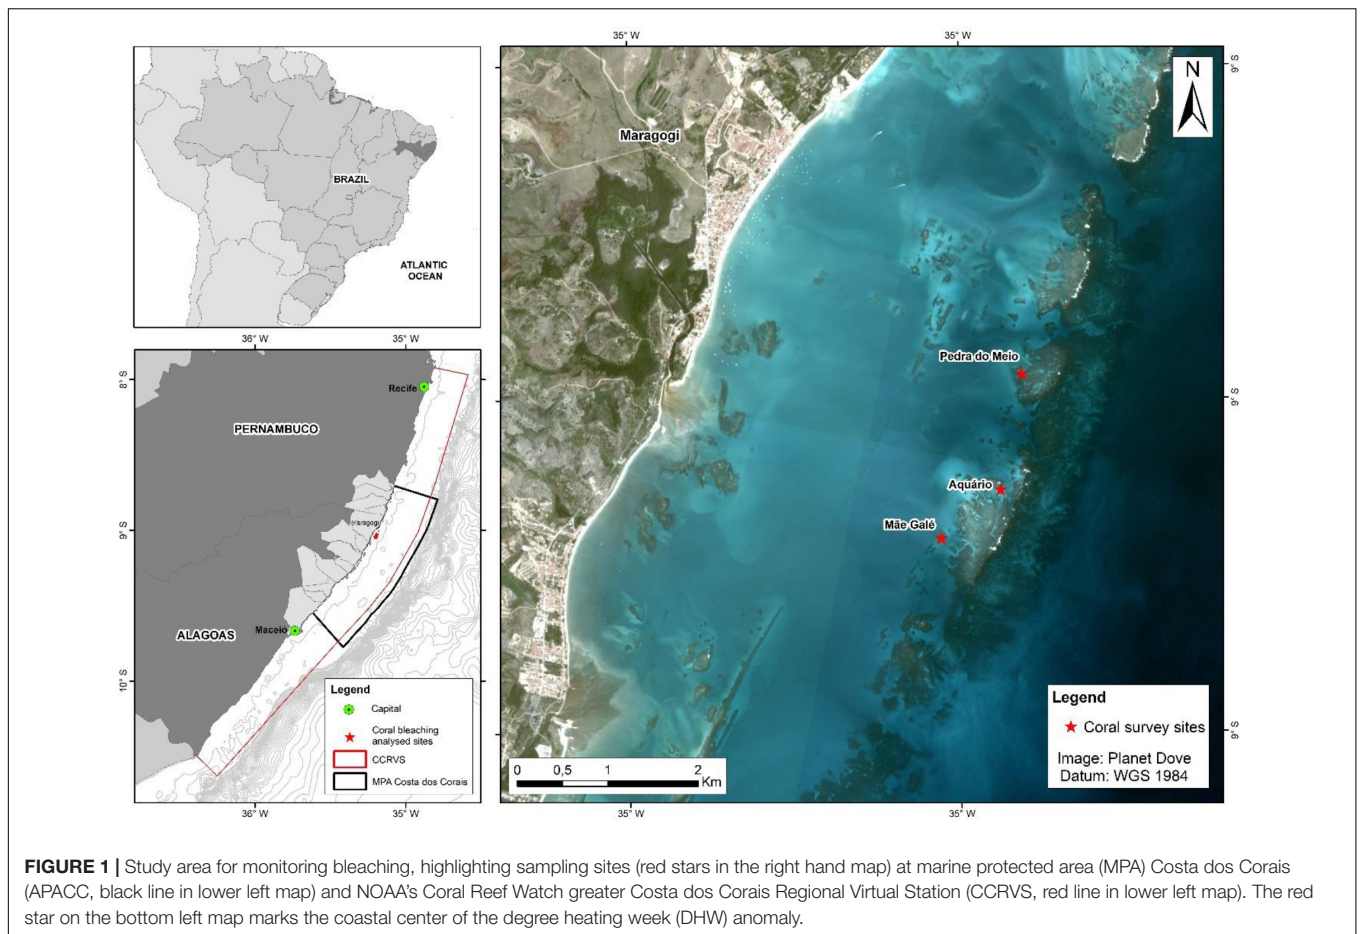 35° W
35° W
9° S
N
Maragogi
BRAZIL
ATLANTIC
OCEAN
36° W
35° W
8° S
Recife
PERNAMBUCO
Maragogi
9° S
ALAGOAS
Maceió
10° S
Legend
Capital
Coral bleaching
analysed sites
CCRVS
MPA Costa dos Corais
36° W
35° W
Pedra do Meio
9° S
Aquário
Mãe Galé
Legend
Coral survey sites
Image: Planet Dove
Datum: WGS 1984
9° S
0 0,5 1 2
Km
35° W
35° W
FIGURE 1 | Study area for monitoring bleaching, highlighting sampling sites (red stars in the right hand map) at marine protected area (MPA) Costa dos Corais
(APACC, black line in lower left map) and NOAA's Coral Reef Watch greater Costa dos Corais Regional Virtual Station (CCRVS, red line in lower left map). The red
star on the bottom left map marks the coastal center of the degree heating week (DHW) anomaly.